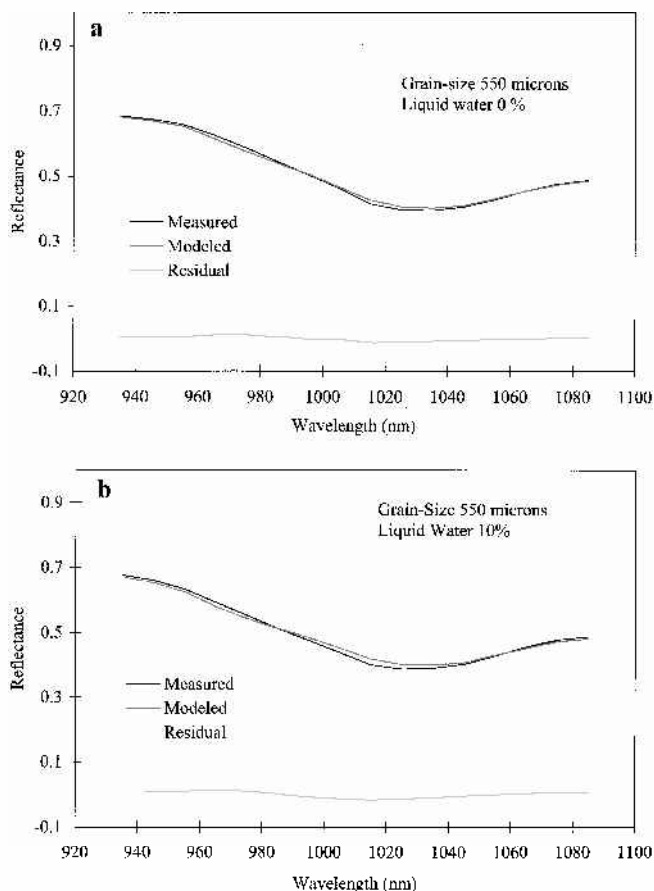 a
0.9
Grain-size 550 microns
Liquid water 0 %
0.7
Reflectance
0.5
Measured
0.3
Modeled
Residual
0.1
-0.1
920 940 960 980 1000 1020 1040 1060 1080 1100
Wavelength (nm)
b
0.9
Grain-Size 550 microns
Liquid Water 10%
0.7
Reflectance
0.5
Measured
0.3
Modeled
Residual
0.1
-0.1
920 940 960 980 1000 1020 1040 1060 1080 1100
Wavelength (nm)